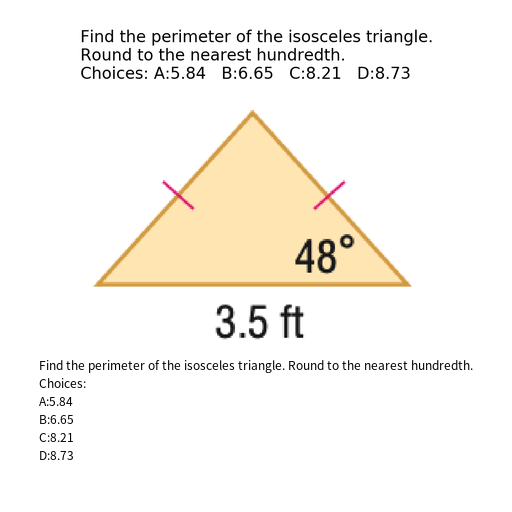 Find the perimeter of the isosceles triangle.
Round to the nearest hundredth.
Choices: A:5.84   B:6.65   C:8.21   D:8.73
48°
3.5 ft
Find the perimeter of the isosceles triangle. Round to the nearest hundredth.
Choices:
A:5.84
B:6.65
C:8.21
D:8.73